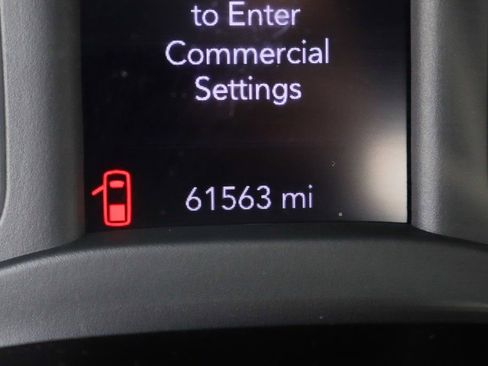 to Enter
Commercial
Settings
61563 mi